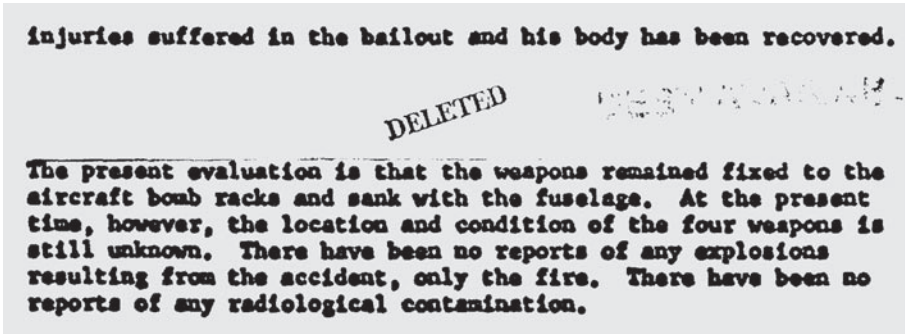 injuries suffered in the bailout and his body has been recovered.
DELETED
The present evaluation is that the weapons remained fixed to the
aircraft bomb racks and sank with the fuselage. At the present
time, however, the location and condition of the four weapons is
still unknown. There have been no reports of any explosions
resulting from the accident, only the fire. There have been no
reports of any radiological contamination.